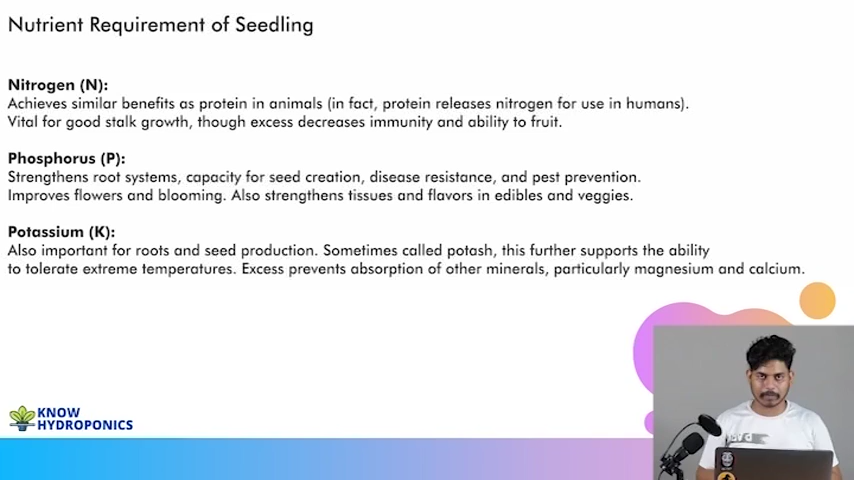 Nutrient Requirement of Seedling
Nitrogen (N):
Achieves similar benefits as protein in animals (in fact, protein releases nitrogen for use in humans).
Vital for good stalk growth, though excess decreases immunity and ability to fruit.
Phosphorus (P):
Strengthens root systems, capacity for seed creation, disease resistance, and pest prevention.
Improves flowers and blooming. Also strengthens tissues and flavors in edibles and veggies.
Potassium (K):
Also important for roots and seed production. Sometimes called potash, this further supports the ability
to tolerate extreme temperatures. Excess prevents absorption of other minerals, particularly magnesium and calcium.
KNOW
HYDROPONICS